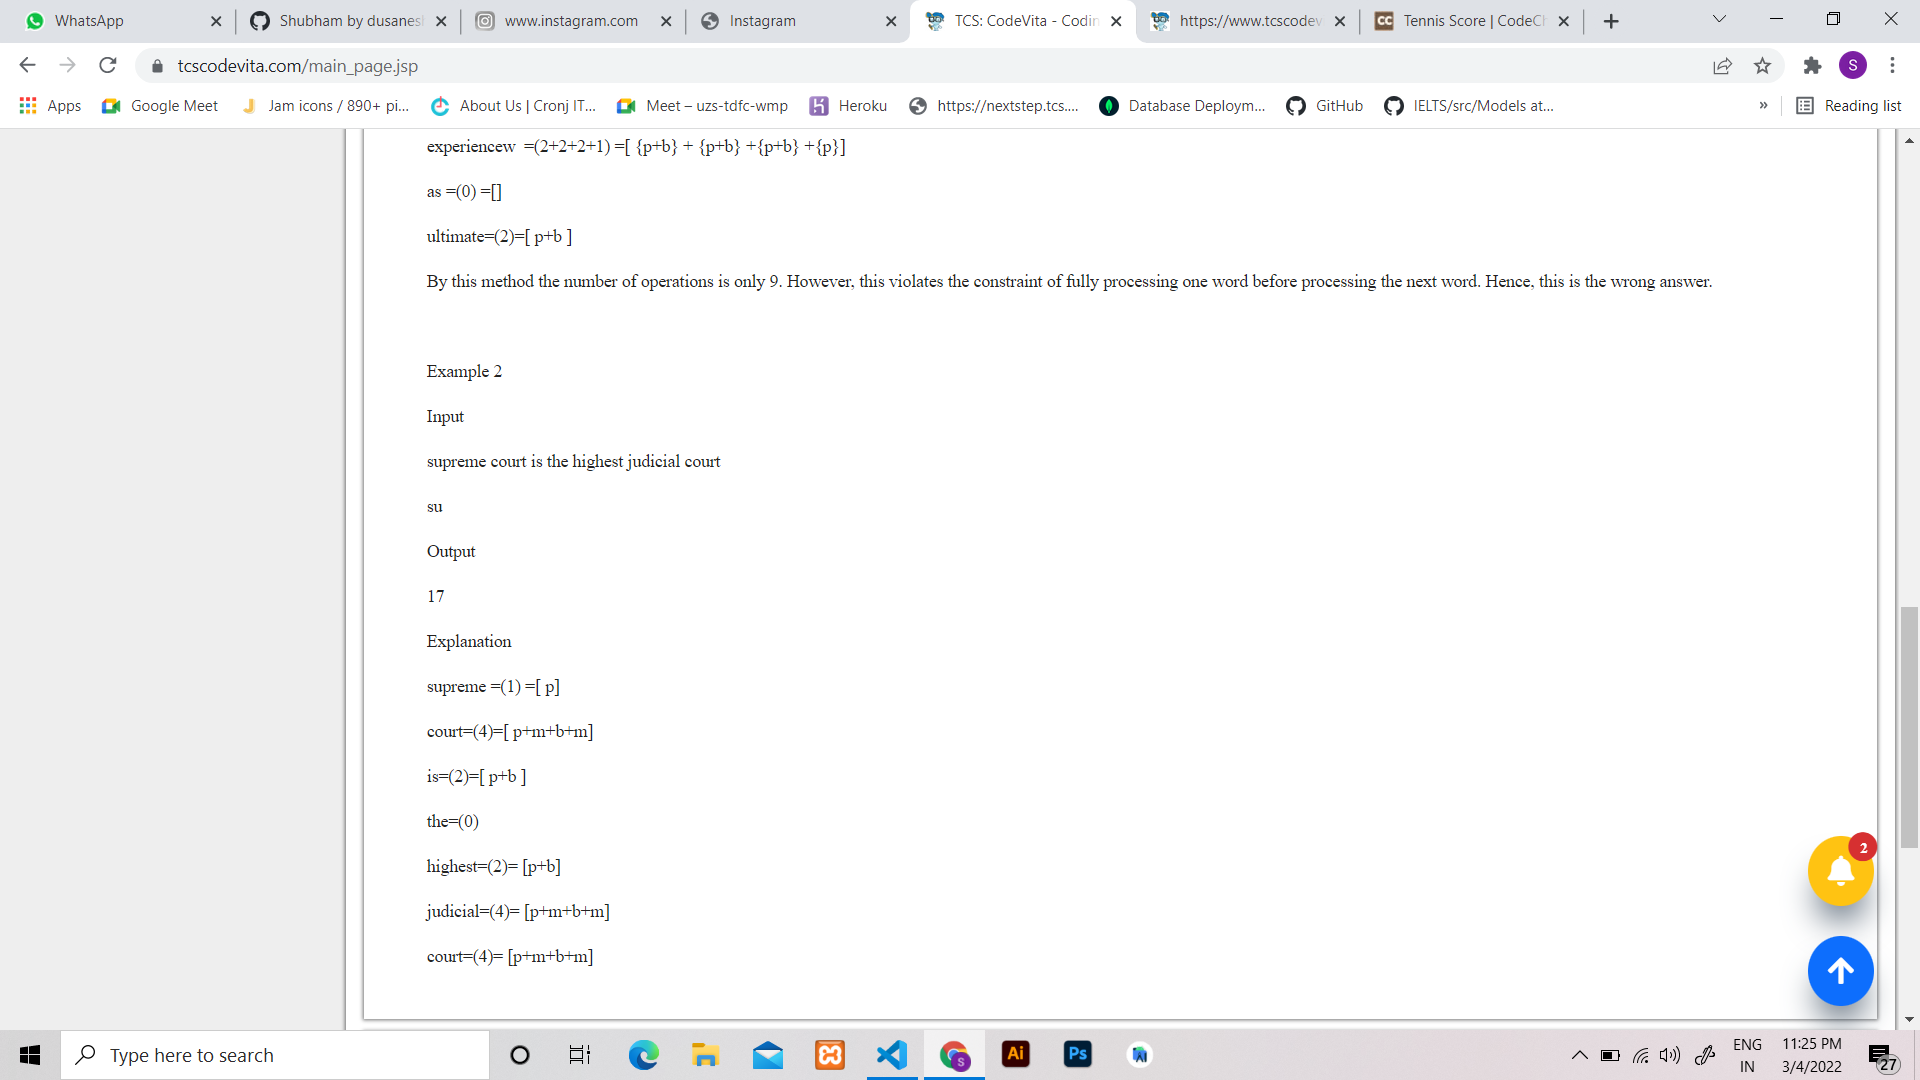 WhatsApp
Shubham by dusanesl
www.instagram.com
Instagram
TCS: CodeVita - Codin
https://www.tcscodev
Tennis Score | CodeCh
tcscodevita.com/main_page.jsp
S
Apps
Google Meet
Jam icons / 890+ pi...
About Us | Cronj IT...
Meet – uzs-tdfc-wmp
Heroku
https://nextstep.tcs....
Database Deploym...
GitHub
IELTS/src/Models at...
»
Reading list
experiencew =(2+2+2+1) =[ {p+b} + {p+b} +{p+b} +{p}]
as =(0) =[]
ultimate=(2)=[ p+b ]
By this method the number of operations is only 9. However, this violates the constraint of fully processing one word before processing the next word. Hence, this is the wrong answer.
Example 2
Input
supreme court is the highest judicial court
su
Output
17
Explanation
supreme =(1) =[ p]
court=(4)=[ p+m+b+m]
is=(2)=[ p+b ]
the=(0)
highest=(2)= [p+b]
judicial=(4)= [p+m+b+m]
court=(4)= [p+m+b+m]
2
Type here to search
S
Ai
Ps
ENG
IN
11:25 PM
3/4/2022
27